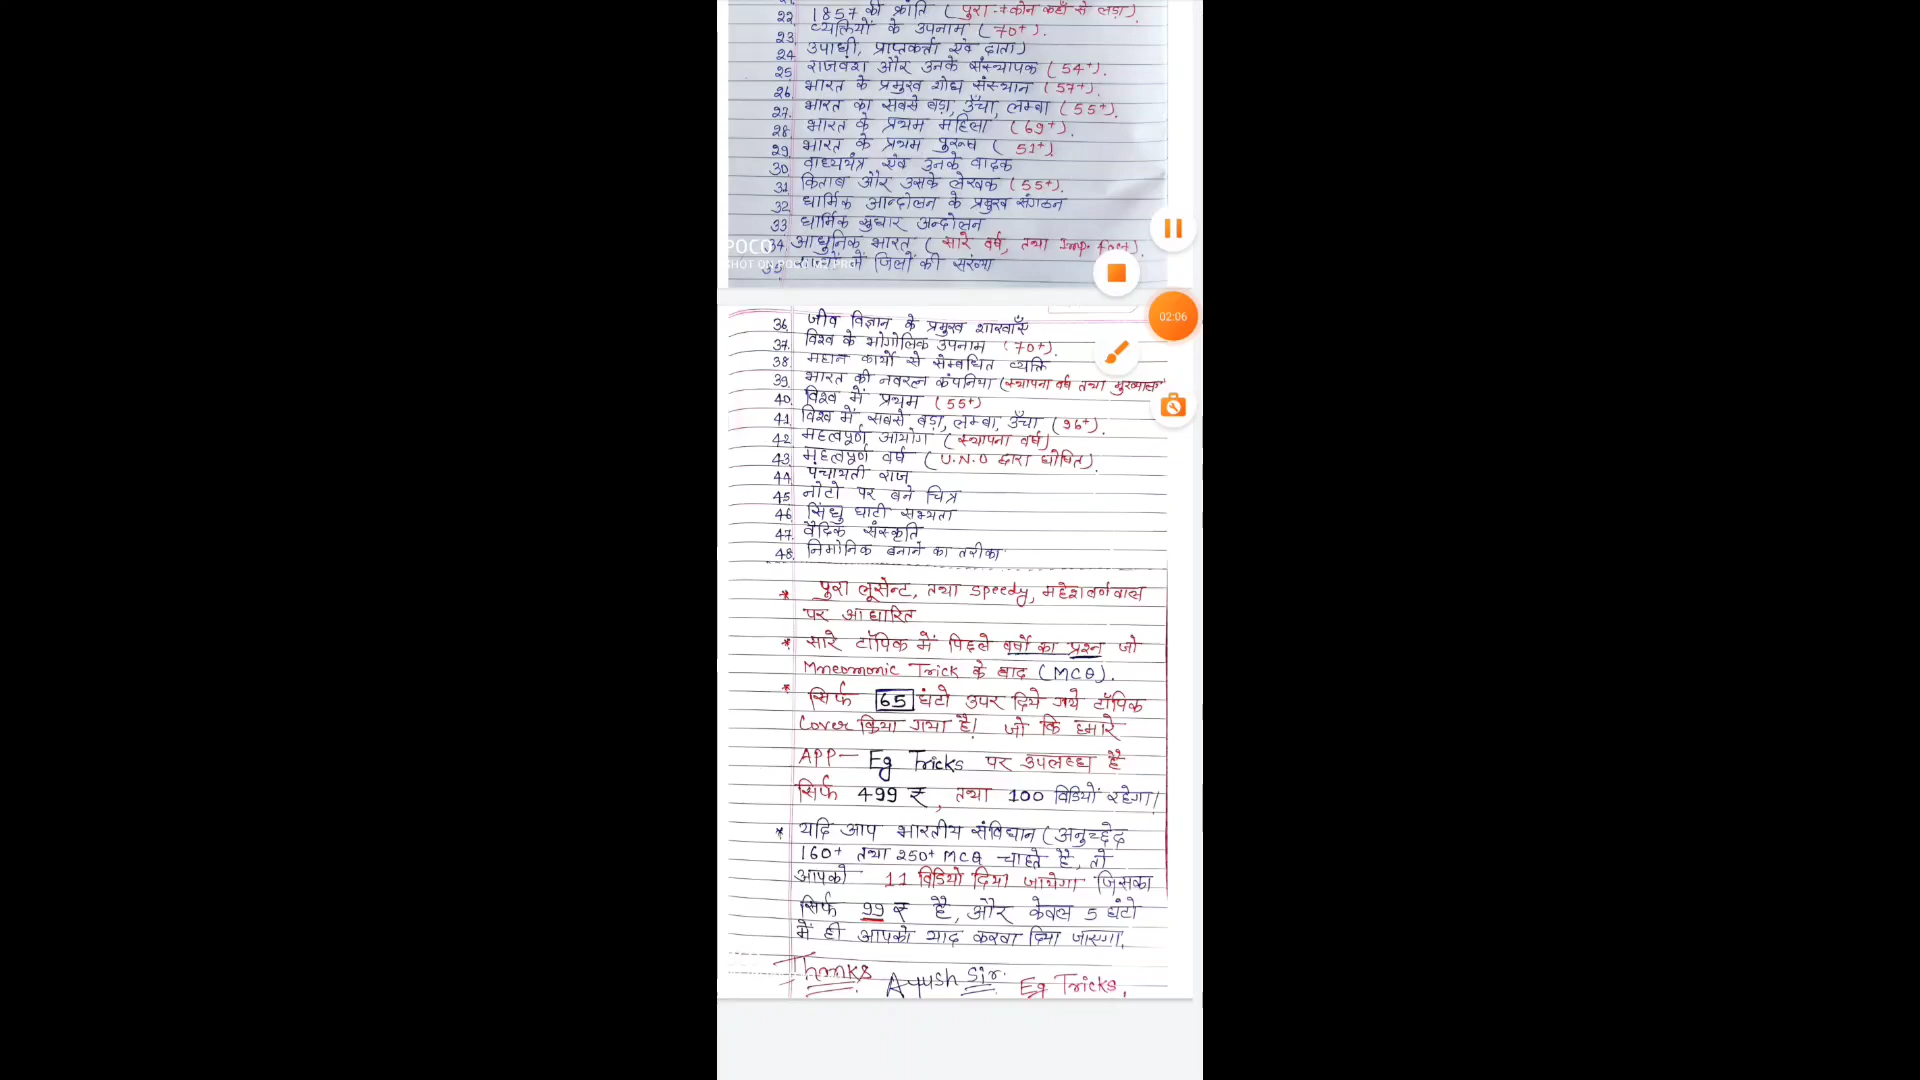 22. 1857 की क्रांति (पुरा + कौन कहाँ से लड़ा).
23. व्यक्तियों के उपनाम (70+).
24. उपाधी, प्राप्तकर्त्ता एंव दाता)
25. राजवंश और उनके संस्थापक (54+).
26. भारत के प्रमुख शोध संस्थान (57+).
27. भारत का सबसे बड़ा, ऊँचा, लम्बा (55+).
28. भारत के प्रथम महिला (69+).
29. भारत के प्रथम पुरूष (51+)
30. वाध्ययंत्र एंव उनके वादक
31. किताब और उसके लेखक (55+).
32. धार्मिक आन्दोलन के प्रमुख संगठन
33. धार्मिक सुधार अन्दोलन
34. आधुनिक भारत (सारे वर्ष, तथा Imp. fact).
POCO
SHOT ON POCO
35. में जिलों की संख्या
36. जीव विज्ञान के प्रमुख शाखाएँ
02:06
37. विश्व के भोगोलिक उपनाम (70+).
38. महान कार्यो से सम्बधित व्यक्ति
39. भारत की नवरत्न कंपनिया (स्थापना वर्ष तथा मुख्यालय
40. विश्व में प्रथम (55+)
41. विश्व में सबसे बड़ा, लम्बा, ऊँचा (96+).
42. महत्वपूर्ण आयोग (स्थापना वर्ष)
43. महत्वपूर्ण वर्ष (U.N.O द्वारा घोषित).
44. पंचायती राज
45. नोटो पर बने चित्र
46. सिंधु घाटी सभ्यता
47. वैदिक संस्कृति
48. निमोनिक बनाने का तरीका
* पुरा लूसेन्ट, तथा speedy, महेश वर्णवाल
पर आधारित
* सारे टॉपिक में पिछ्ले वर्षो का प्रश्न जो
Mneomonic Trick के बाद (MCQ).
* सिर्फ 65 घंटो उपर दिये गये टॉपिक
Cover किया गया है! जो कि हमारे
APP— Eg Tricks पर उपलब्ध है
सिर्फ 499 ₹, तथा 100 विडियों रहेगा।
* यदि आप भारतीय संविधान (अनुच्छेद
160+ तथा 250+ MCQ चाहते है, तो
आपको 11 विडियो दिया जायेगा जिसका
सिर्फ 99 ₹ है, और केवल 5 घंटो
में ही आपको याद करवा दिया जाएगा.
Thanks Ayush Sir. Eg Tricks.